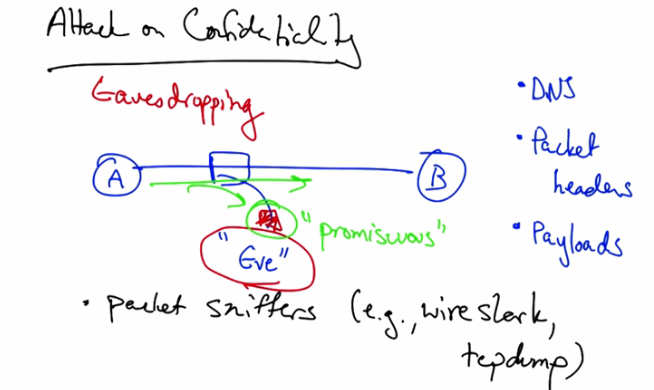 Attack on Confidentiality
Eavesdropping
A
B
"promiscuous"
"Eve"
• DNS
• Packet
headers
• Payloads
• packet sniffers (e.g., wireshark,
tcpdump)